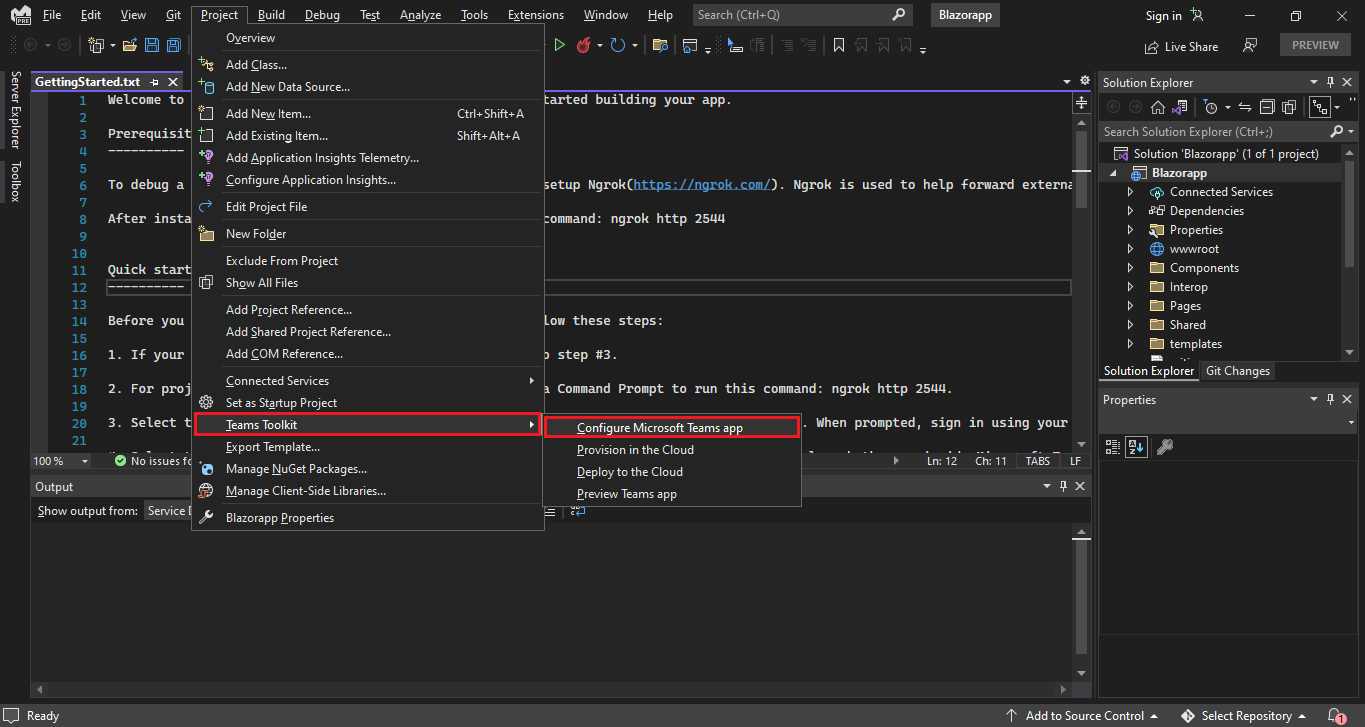 File Edit View Git Project Build Debug Test Analyze Tools Extensions Window Help Search (Ctrl+Q) Blazorapp Sign in
PRE
Live Share PREVIEW
Server Explorer
Toolbox
GettingStarted.txt
1 Welcome to
2
3 Prerequisit
4 ----------
5
6 To debug a
7
8 After insta
9
10
11 Quick start
12 ----------
13
14 Before you
15
16 1. If your
17
18 2. For proj
19
20 3. Select t
21
Overview
Add Class...
Add New Data Source...
Add New Item... Ctrl+Shift+A
Add Existing Item... Shift+Alt+A
Add Application Insights Telemetry...
Configure Application Insights...
Edit Project File
New Folder
Exclude From Project
Show All Files
Add Project Reference...
Add Shared Project Reference...
Add COM Reference...
Connected Services
Set as Startup Project
Teams Toolkit
Export Template...
Manage NuGet Packages...
Manage Client-Side Libraries...
Blazorapp Properties
Configure Microsoft Teams app
Provision in the Cloud
Deploy to the Cloud
Preview Teams app
tarted building your app.
setup Ngrok(https://ngrok.com/). Ngrok is used to help forward externa
command: ngrok http 2544
low these steps:
o step #3.
a Command Prompt to run this command: ngrok http 2544.
. When prompted, sign in using your
100 % No issues fo
Ln: 12 Ch: 11 TABS LF
Output
Show output from: Service D
Solution Explorer
Search Solution Explorer (Ctrl+;)
Solution 'Blazorapp' (1 of 1 project)
Blazorapp
Connected Services
Dependencies
Properties
wwwroot
Components
Interop
Pages
Shared
templates
Solution Explorer Git Changes
Properties
Ready Add to Source Control Select Repository 1